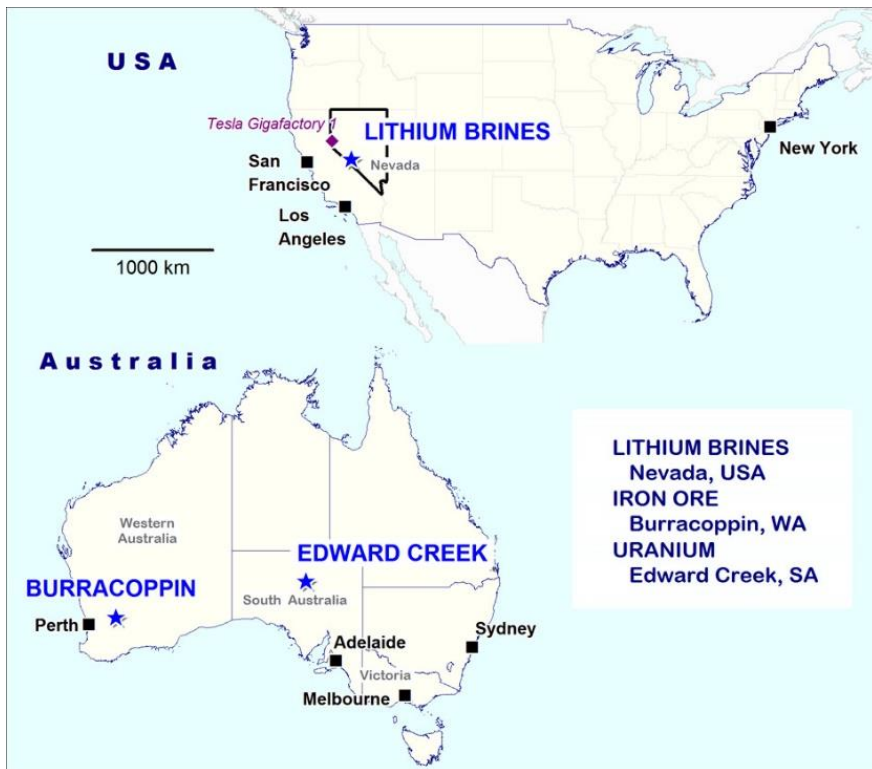 USA
Tesla Gigafactory 1
LITHIUM BRINES
Nevada
San
Francisco
Los
Angeles
New York
1000 km
Australia
Western
Australia
EDWARD CREEK
BURRACOPPIN
South Australia
Perth
Adelaide
Sydney
Victoria
Melbourne
LITHIUM BRINES
Nevada, USA
IRON ORE
Burracoppin, WA
URANIUM
Edward Creek, SA